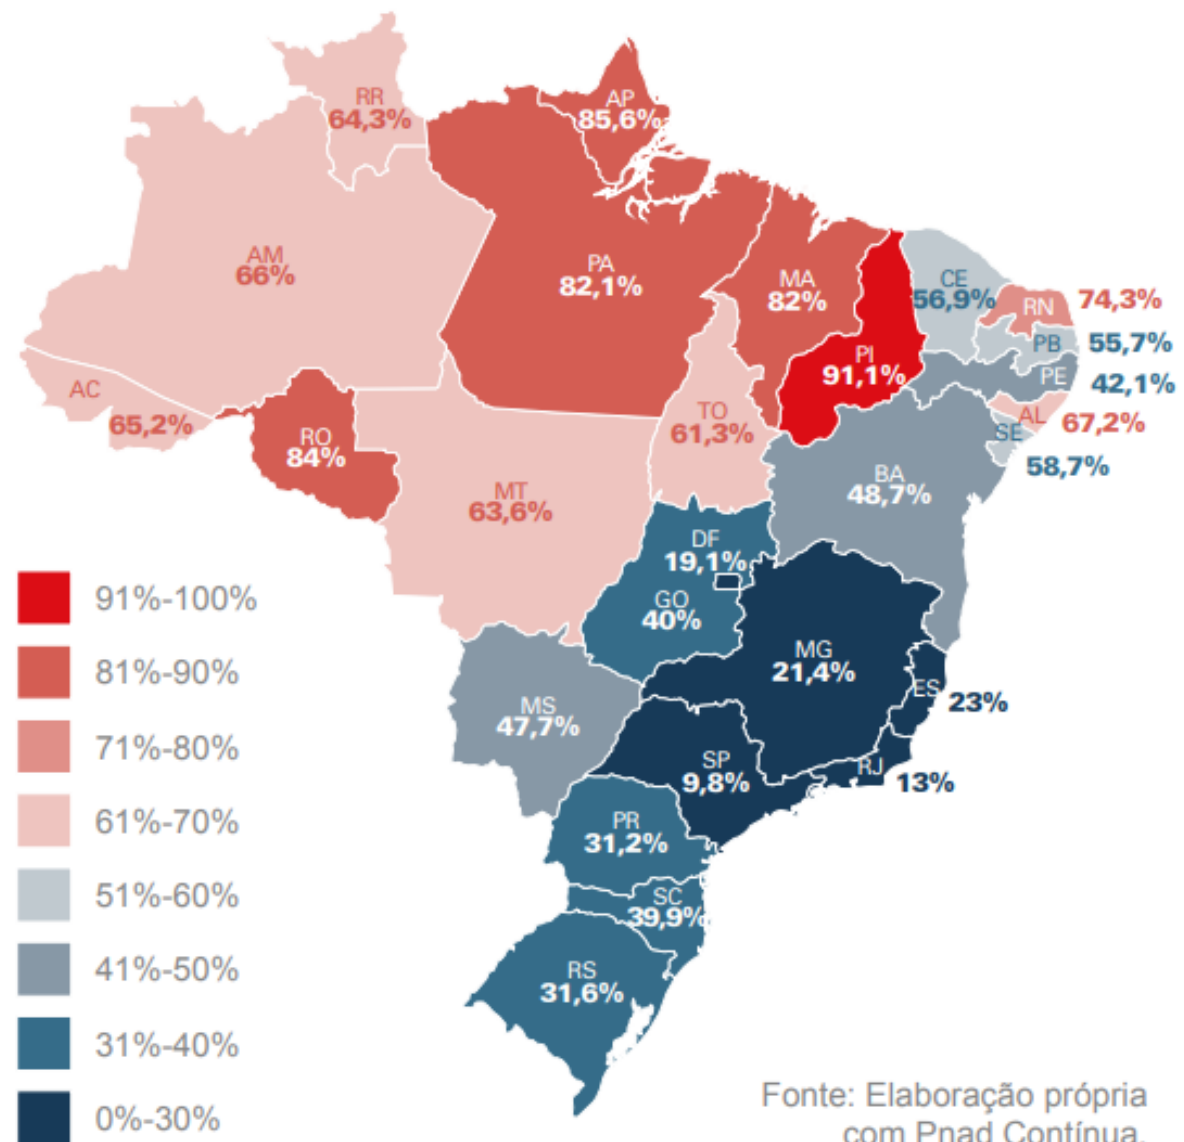 RR
64,3%
AP
85,6%
AM
66%
PA
82,1%
MA
82%
CE
56,9%
RN
74,3%
PB
55,7%
PI
91,1%
PE
42,1%
AC
65,2%
TO
61,3%
AL
67,2%
RO
84%
SE
58,7%
MT
63,6%
BA
48,7%
DF
19,1%
GO
40%
MG
21,4%
ES
23%
MS
47,7%
SP
9,8%
RJ
13%
PR
31,2%
SC
39,9%
RS
31,6%
91%-100%
81%-90%
71%-80%
61%-70%
51%-60%
41%-50%
31%-40%
0%-30%
Fonte: Elaboração própria
com Pnad Contínua.